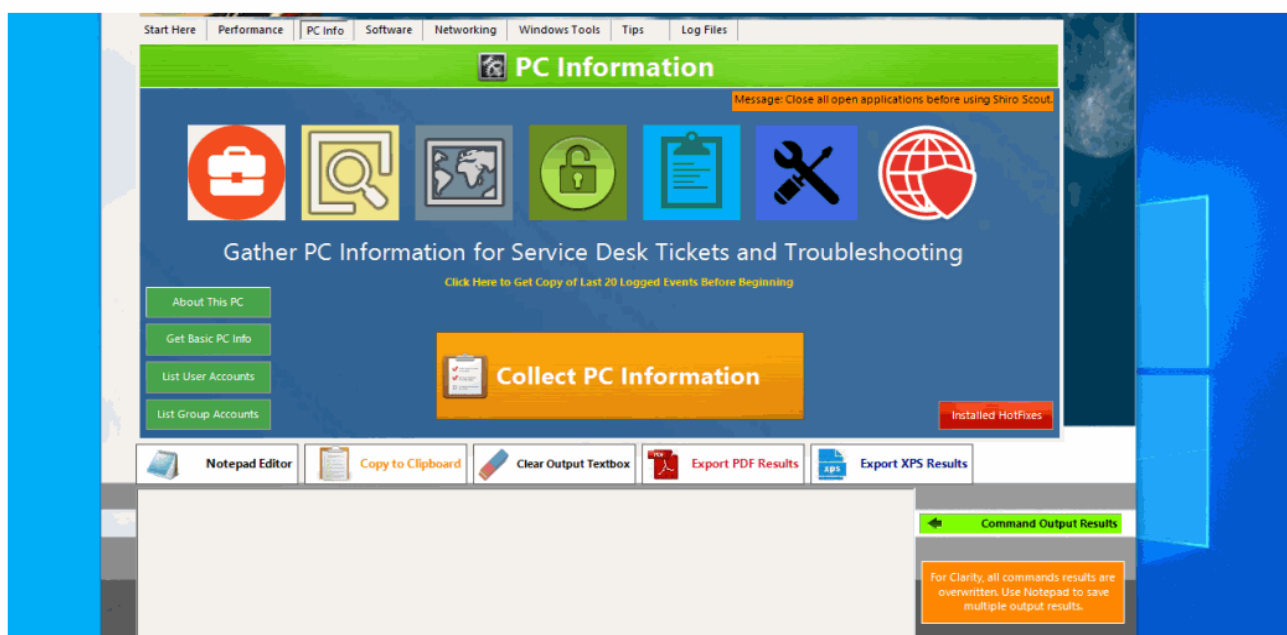 Start Here
Performance
PC Info
Software
Networking
Windows Tools
Tips
Log Files
PC Information
Message: Close all open applications before using Shiro Scout.
Gather PC Information for Service Desk Tickets and Troubleshooting
Click Here to Get Copy of Last 20 Logged Events Before Beginning
About This PC
Get Basic PC Info
List User Accounts
List Group Accounts
Collect PC Information
Installed HotFixes
Notepad Editor
Copy to Clipboard
Clear Output Textbox
PDF
Export PDF Results
xps
Export XPS Results
Command Output Results
For Clarity, all commands results are
overwritten. Use Notepad to save
multiple output results.